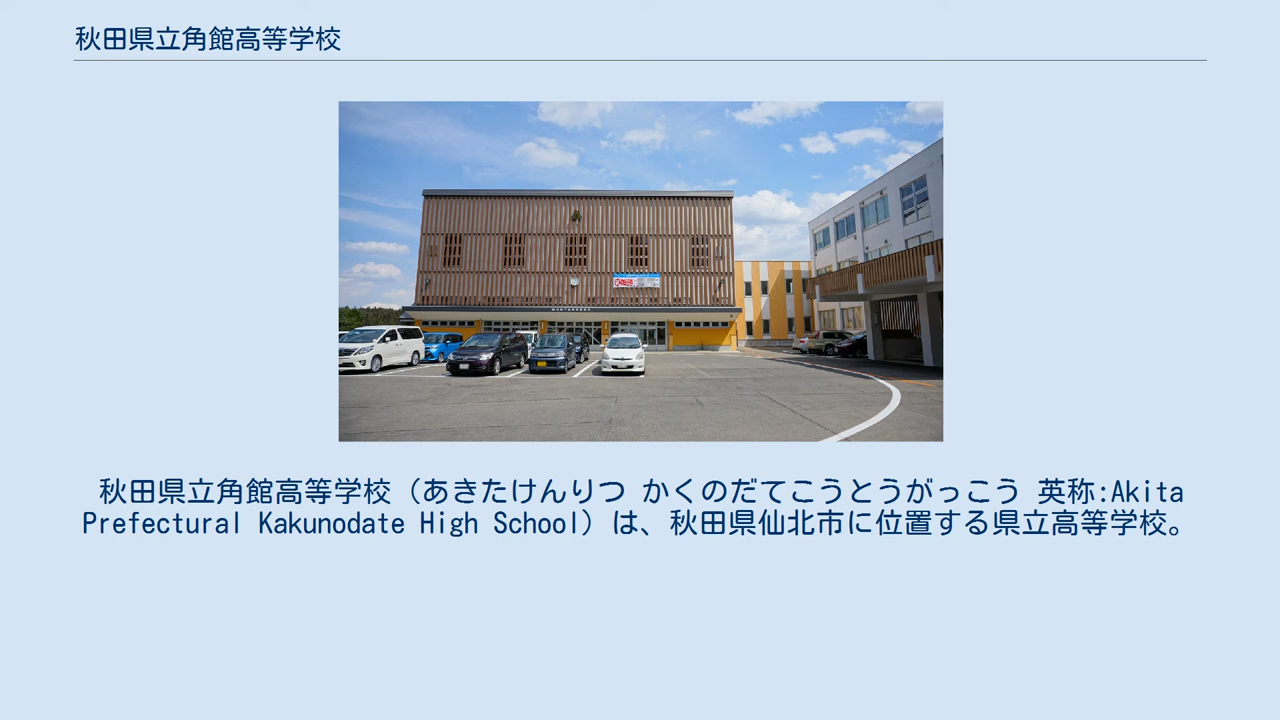 秋田県立角館高等学校
秋田県立角館高等学校（あきたけんりつ かくのだてこうとうがっこう 英称:Akita
Prefectural Kakunodate High School）は、秋田県仙北市に位置する県立高等学校。